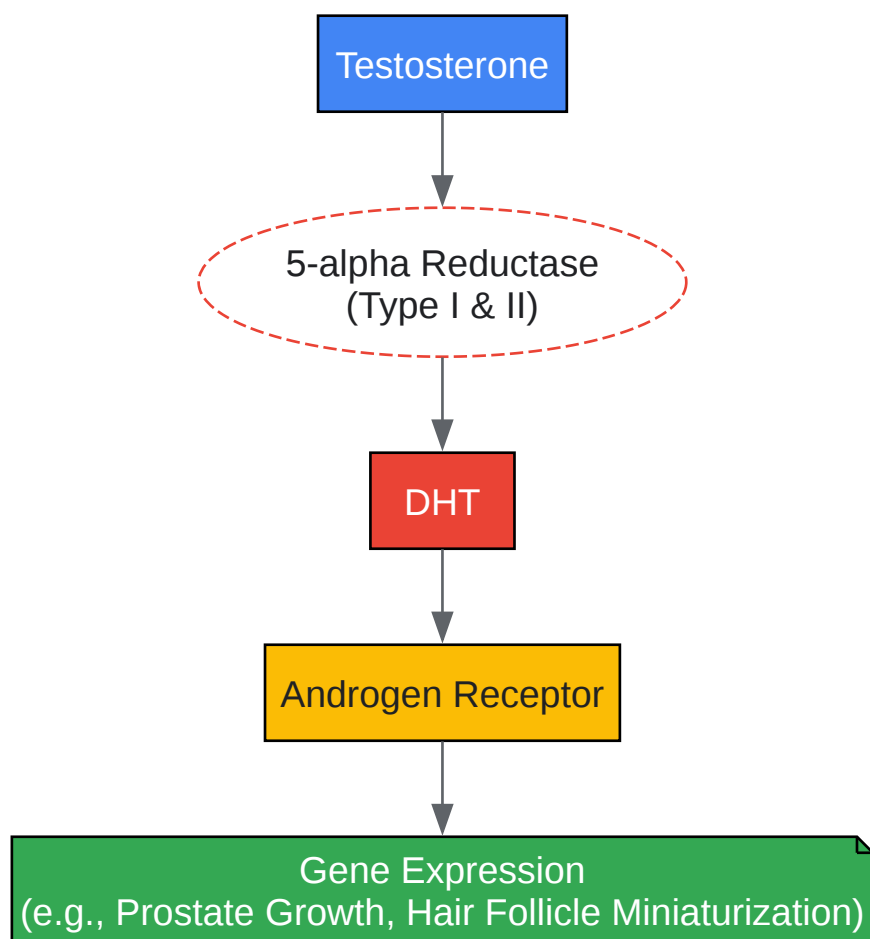 Testosterone
5-alpha Reductase
(Type I & II)
DHT
Androgen Receptor
Gene Expression
(e.g., Prostate Growth, Hair Follicle Miniaturization)